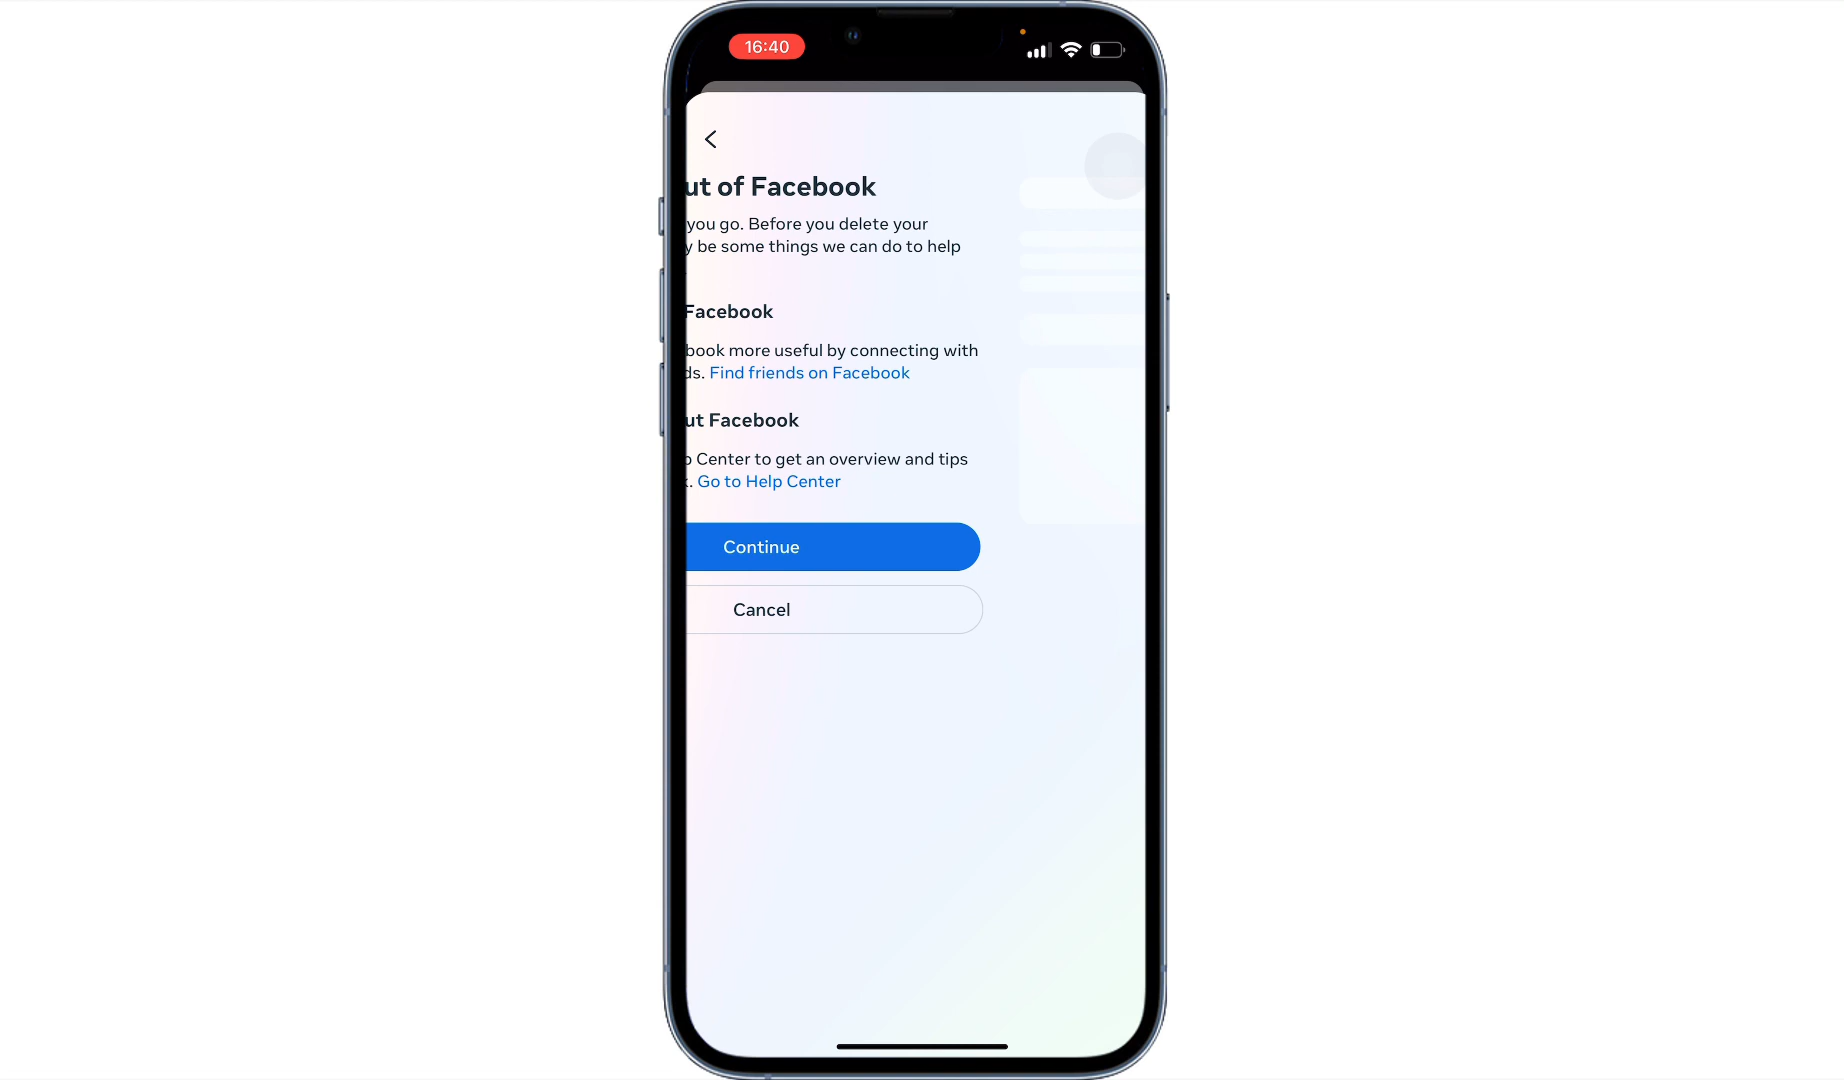 16:40
ut of Facebook
you go. Before you delete your
y be some things we can do to help
Facebook
book more useful by connecting with
ds. Find friends on Facebook
ut Facebook
p Center to get an overview and tips
k. Go to Help Center
Continue
Cancel